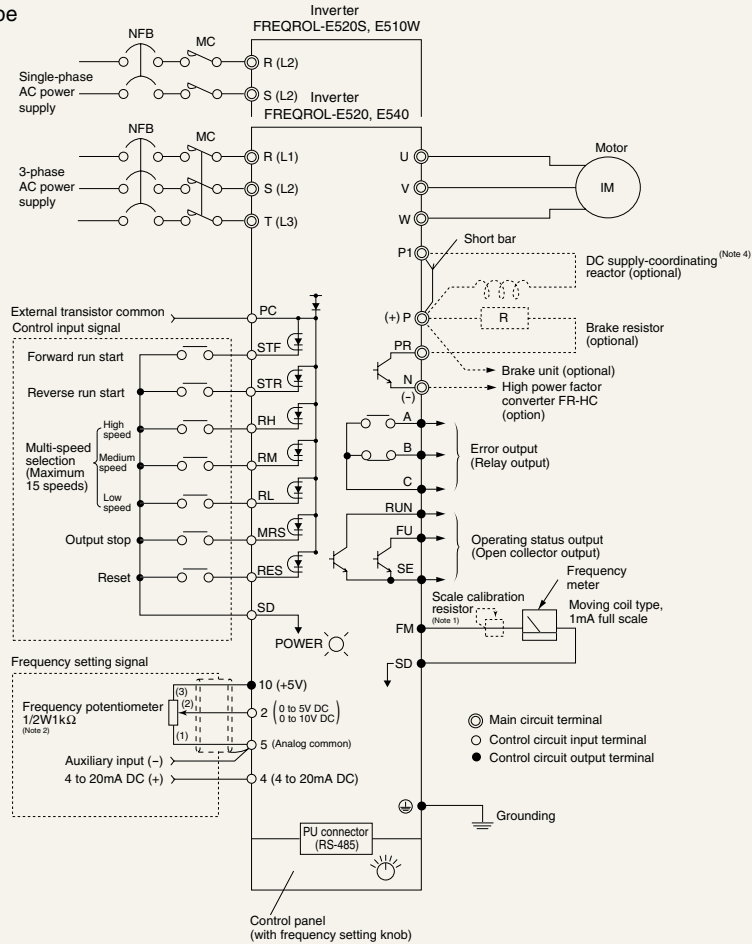 pe
Inverter
FREQROL-E520S, E510W
NFB
MC
R (L2)
Single-phase
AC power
supply
S (L2)
Inverter
FREQROL-E520, E540
NFB
MC
3-phase
AC power
supply
R (L1)
S (L2)
T (L3)
U
V
W
Motor
IM
P1
Short bar
DC supply-coordinating (Note 4)
reactor (optional)
(+) P
R
Brake resistor
(optional)
PR
N
(−)
Brake unit (optional)
High power factor
converter FR-HC
(option)
External transistor common
Control input signal
PC
Forward run start
STF
Reverse run start
STR
Multi-speed
selection
(Maximum
15 speeds)
High
speed
RH
Medium
speed
RM
Low
speed
RL
Output stop
MRS
Reset
RES
SD
POWER
A
B
C
Error output
(Relay output)
RUN
FU
SE
Operating status output
(Open collector output)
Frequency
meter
Scale calibration
resistor
(Note 1)
Moving coil type,
1mA full scale
FM
SD
Frequency setting signal
Frequency potentiometer
1/2W1kΩ
(Note 2)
(3)
(2)
(1)
10 (+5V)
2 (0 to 5V DC
0 to 10V DC)
5 (Analog common)
Auxiliary input (−)
4 to 20mA DC (+)
4 (4 to 20mA DC)
Main circuit terminal
Control circuit input terminal
Control circuit output terminal
Grounding
PU connector
(RS-485)
Control panel
(with frequency setting knob)